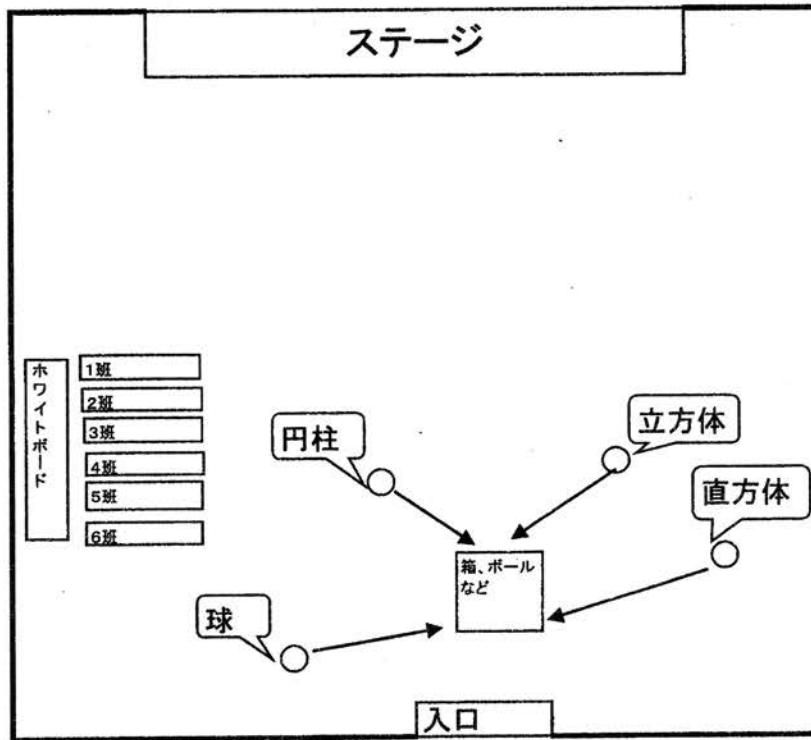 ステージ
ホワイトボード
1班
2班
3班
4班
5班
6班
円柱
立方体
直方体
箱、ボール
など
球
入口